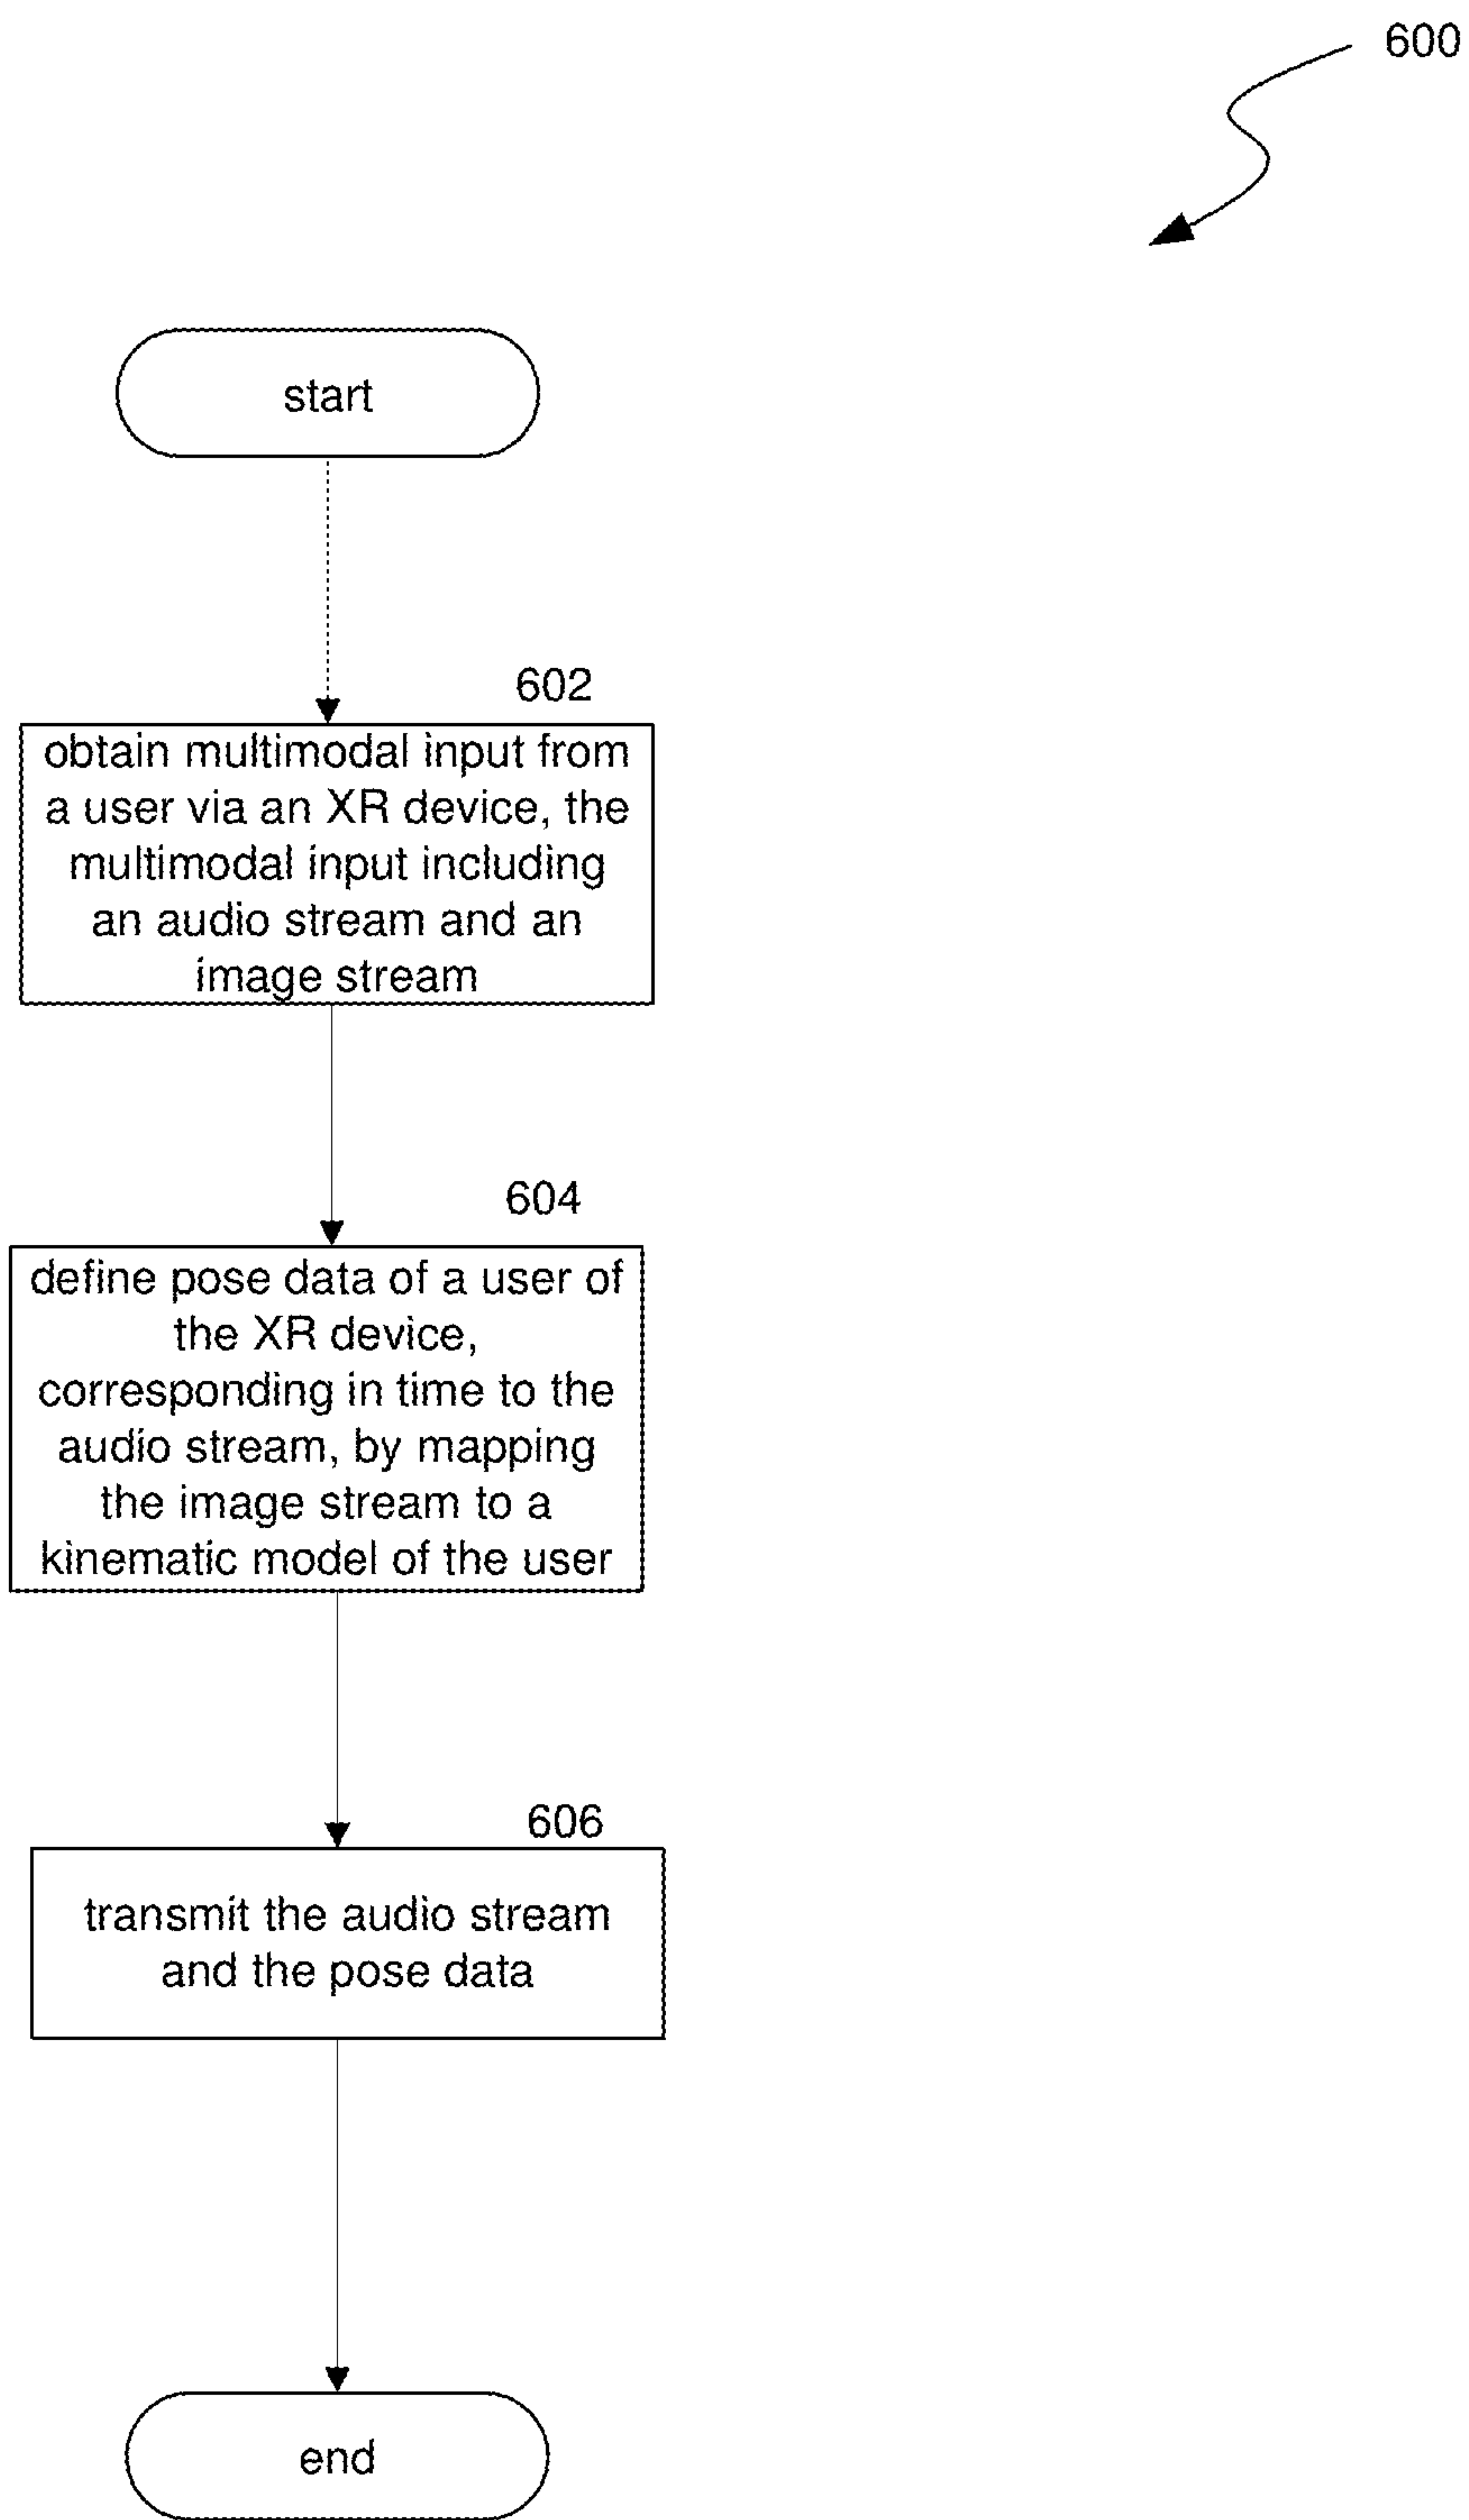 600
start
602
obtain multimodal input from
a user via an XR device, the
multimodal input including
an audio stream and an
image stream
604
define pose data of a user of
the XR device,
corresponding in time to the
audio stream, by mapping
the image stream to a
kinematic model of the user
606
transmit the audio stream
and the pose data
end